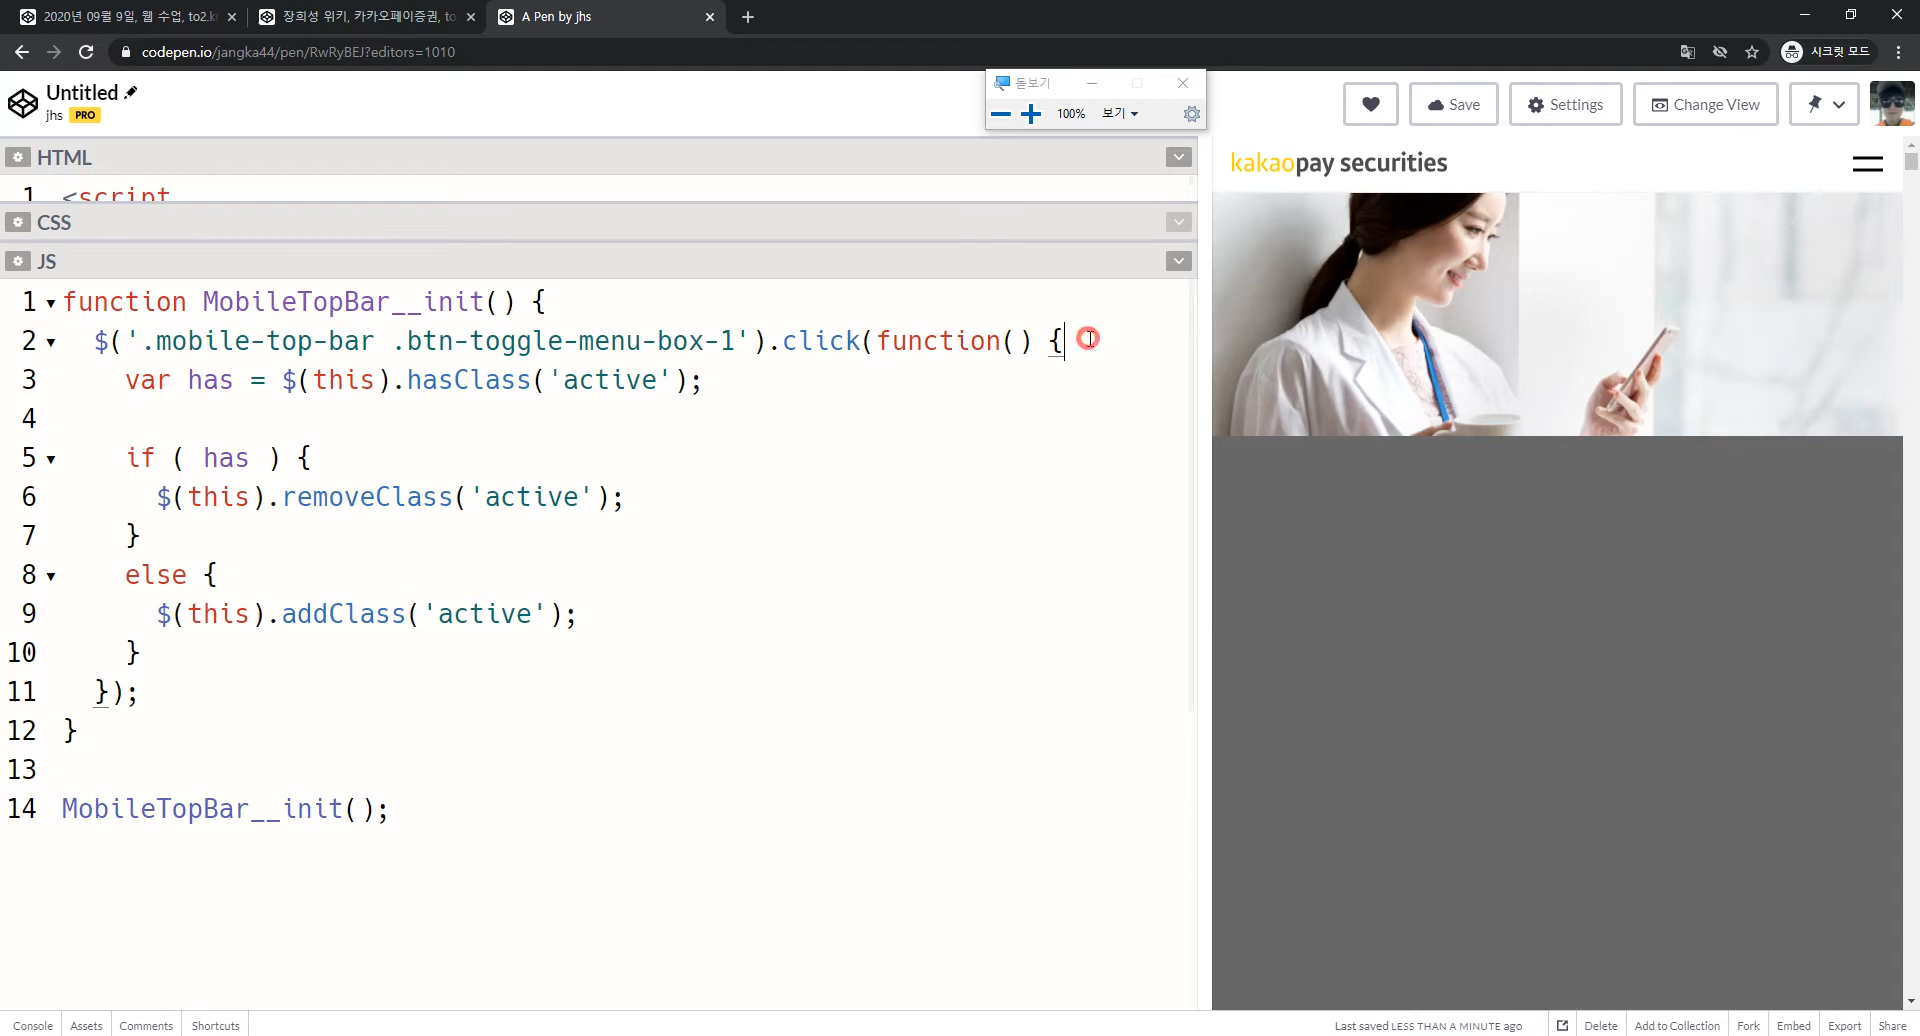 2020년 09월 9일, 웹 수업, to2.kr
장희성 위키, 카카오페이증권, to
A Pen by jhs
codepen.io/jangka44/pen/RwRyBEJ?editors=1010
시크릿 모드
Untitled
jhs PRO
돋보기
100% 보기
Save
Settings
Change View
HTML
1 <script
CSS
JS
1 function MobileTopBar__init() {
2 $('.mobile-top-bar .btn-toggle-menu-box-1').click(function() {
3 var has = $(this).hasClass('active');
4
5 if ( has ) {
6 $(this).removeClass('active');
7 }
8 else {
9 $(this).addClass('active');
10 }
11 });
12 }
13
14 MobileTopBar__init();
kakaopay securities
Console Assets Comments Shortcuts
Last saved LESS THAN A MINUTE ago Delete Add to Collection Fork Embed Export Share